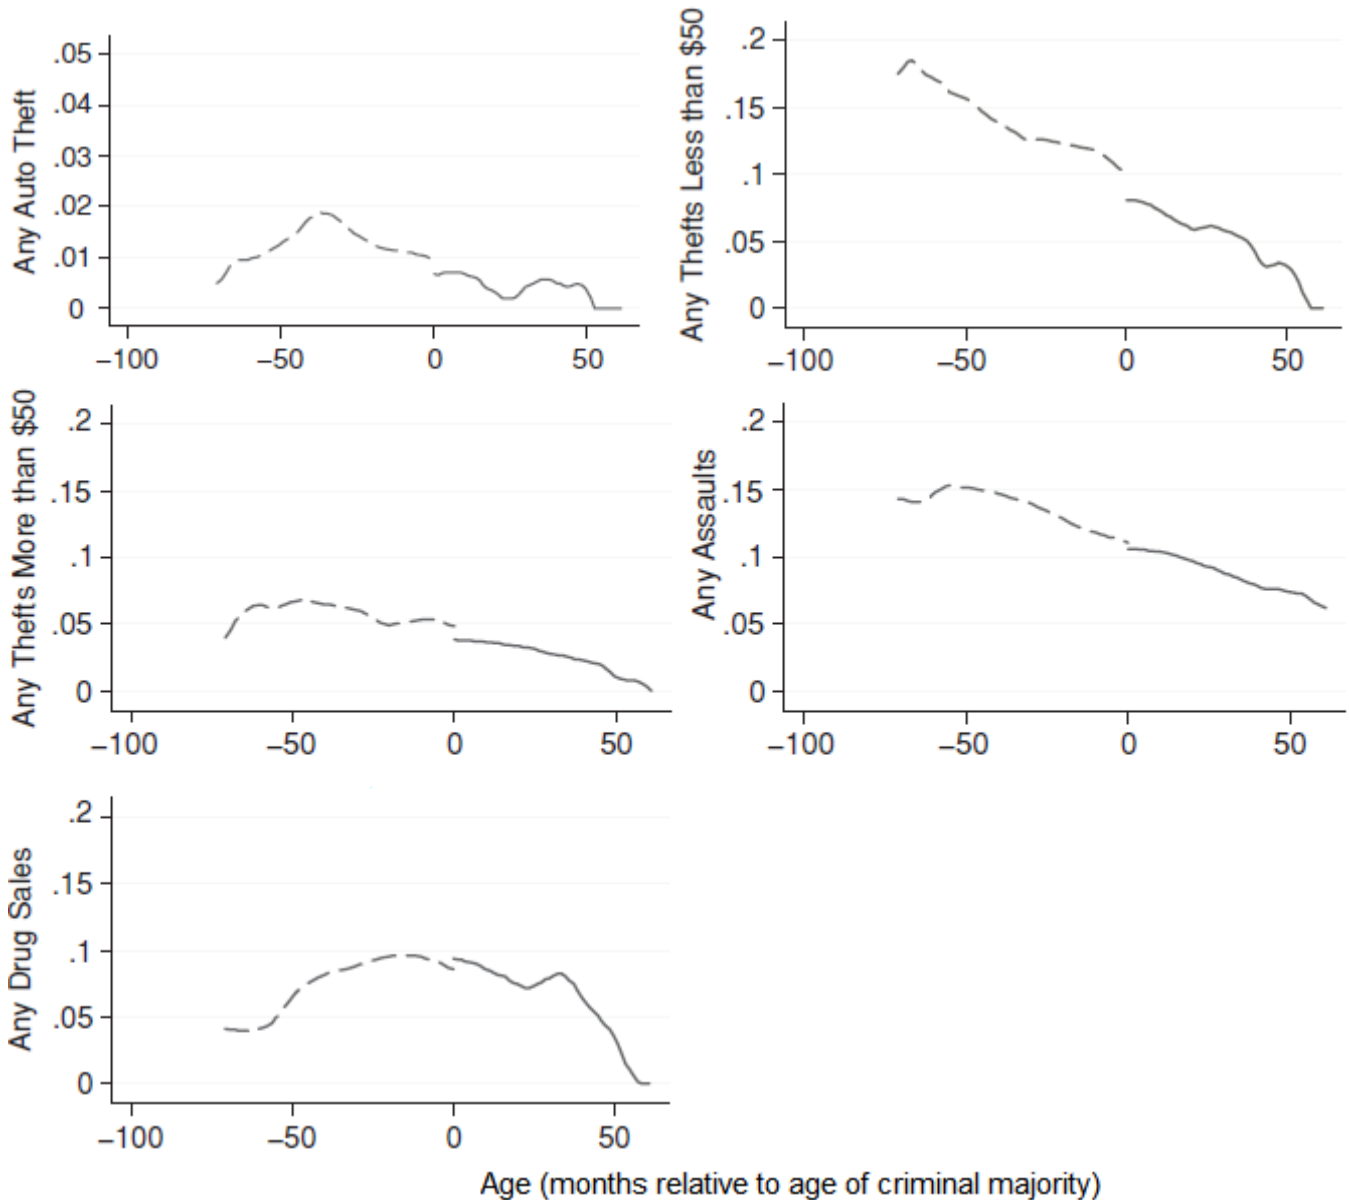 Any Auto Theft
.05
.04
.03
.02
.01
0
−100 −50 0 50
Any Thefts Less than $50
.2
.15
.1
.05
0
−100 −50 0 50
Any Thefts More than $50
.2
.15
.1
.05
0
−100 −50 0 50
Any Assaults
.2
.15
.1
.05
0
−100 −50 0 50
Any Drug Sales
.2
.15
.1
.05
0
−100 −50 0 50
Age (months relative to age of criminal majority)